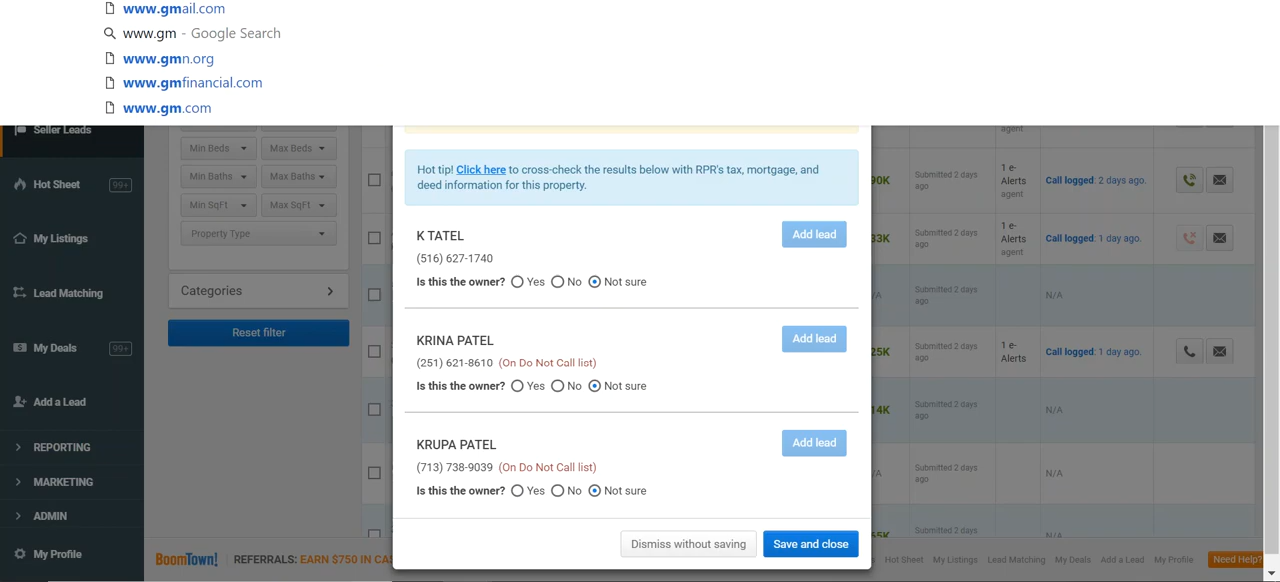 www.gmail.com
www.gm - Google Search
www.gmn.org
www.gmfinancial.com
www.gm.com
Seller Leads
Hot Sheet 99+
My Listings
Lead Matching
My Deals 99+
Add a Lead
REPORTING
MARKETING
ADMIN
My Profile
Min Beds Max Beds
Min Baths Max Baths
Min SqFt Max SqFt
Property Type
Categories
Reset filter
Hot tip! Click here to cross-check the results below with RPR's tax, mortgage, and
deed information for this property.
K TATEL Add lead
(516) 627-1740
Is this the owner? Yes No Not sure
KRINA PATEL Add lead
(251) 621-8610 (On Do Not Call list)
Is this the owner? Yes No Not sure
KRUPA PATEL Add lead
(713) 738-9039 (On Do Not Call list)
Is this the owner? Yes No Not sure
Dismiss without saving Save and close
agent
90K Submitted 2 days
ago
1 e-
Alerts
agent
Call logged: 2 days ago.
33K Submitted 2 days
ago
1 e-
Alerts
agent
Call logged: 1 day ago.
/A Submitted 2 days
ago
N/A
25K Submitted 2 days
ago
1 e-
Alerts
Call logged: 1 day ago.
14K Submitted 2 days
ago
N/A
/A Submitted 2 days
ago
N/A
5K Submitted 2 days
ago
N/A
BoomTown! REFERRALS: EARN $750 IN CA
Hot Sheet My Listings Lead Matching My Deals Add a Lead My Profile Need Help?